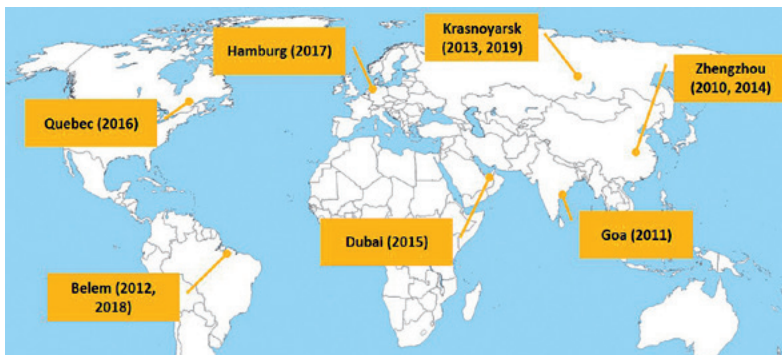 Hamburg (2017)
Krasnoyarsk
(2013, 2019)
Zhengzhou
(2010, 2014)
Quebec (2016)
Dubai (2015)
Goa (2011)
Belem (2012,
2018)